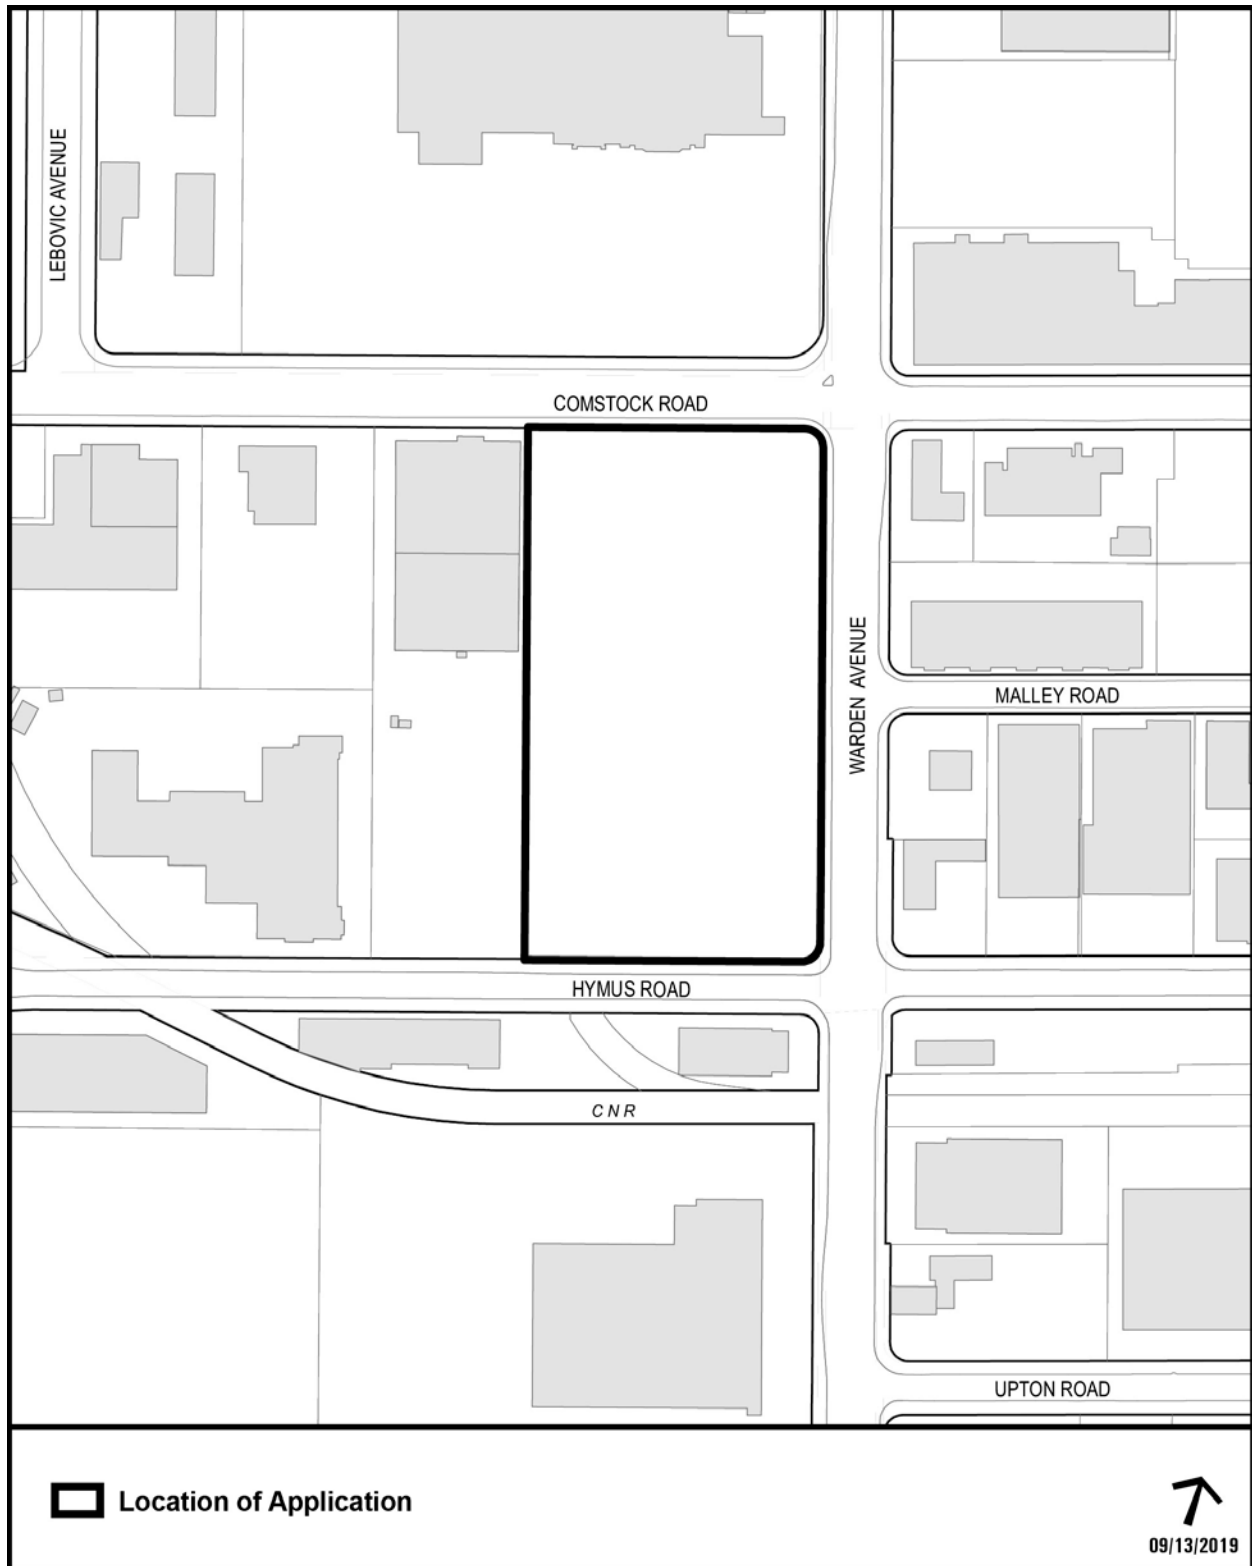 LEBOVIC AVENUE
COMSTOCK ROAD
WARDEN AVENUE
MALLEY ROAD
HYMUS ROAD
CNR
UPTON ROAD
Location of Application
09/13/2019